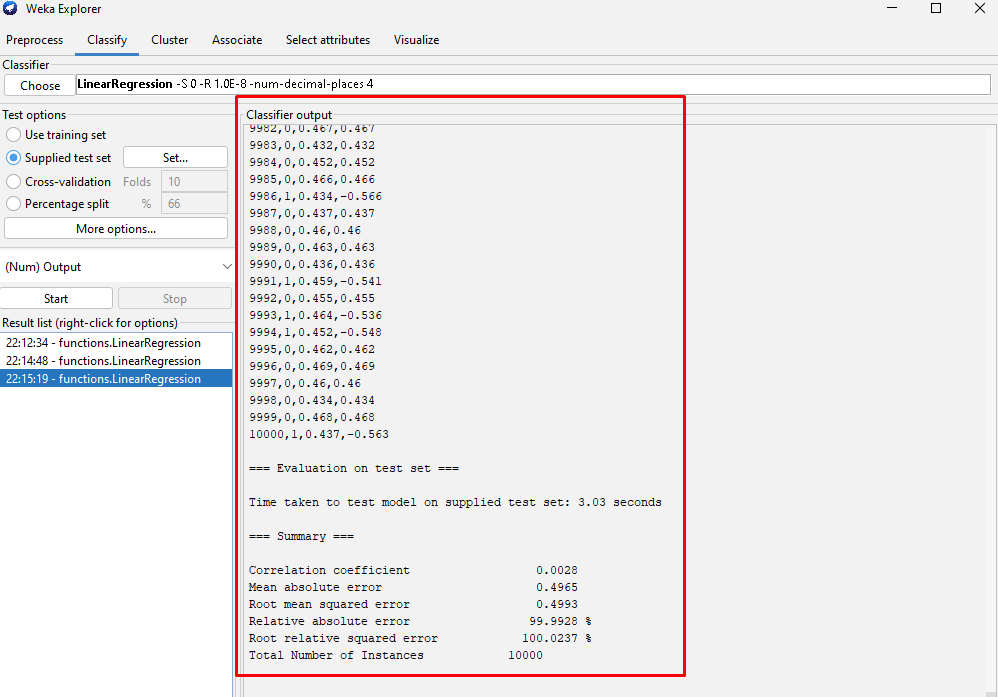 Weka Explorer
Preprocess Classify Cluster Associate Select attributes Visualize
Classifier
Choose LinearRegression -S 0 -R 1.0E-8 -num-decimal-places 4
Test options
Use training set
Supplied test set Set...
Cross-validation Folds 10
Percentage split % 66
More options...
(Num) Output
Start Stop
Result list (right-click for options)
22:12:34 - functions.LinearRegression
22:14:48 - functions.LinearRegression
22:15:19 - functions.LinearRegression
Classifier output
9982,0,0.467,0.467
9983,0,0.432,0.432
9984,0,0.452,0.452
9985,0,0.466,0.466
9986,1,0.434,-0.566
9987,0,0.437,0.437
9988,0,0.46,0.46
9989,0,0.463,0.463
9990,0,0.436,0.436
9991,1,0.459,-0.541
9992,0,0.455,0.455
9993,1,0.464,-0.536
9994,1,0.452,-0.548
9995,0,0.462,0.462
9996,0,0.469,0.469
9997,0,0.46,0.46
9998,0,0.434,0.434
9999,0,0.468,0.468
10000,1,0.437,-0.563
=== Evaluation on test set ===
Time taken to test model on supplied test set: 3.03 seconds
=== Summary ===
Correlation coefficient 0.0028
Mean absolute error 0.4965
Root mean squared error 0.4993
Relative absolute error 99.9928 %
Root relative squared error 100.0237 %
Total Number of Instances 10000